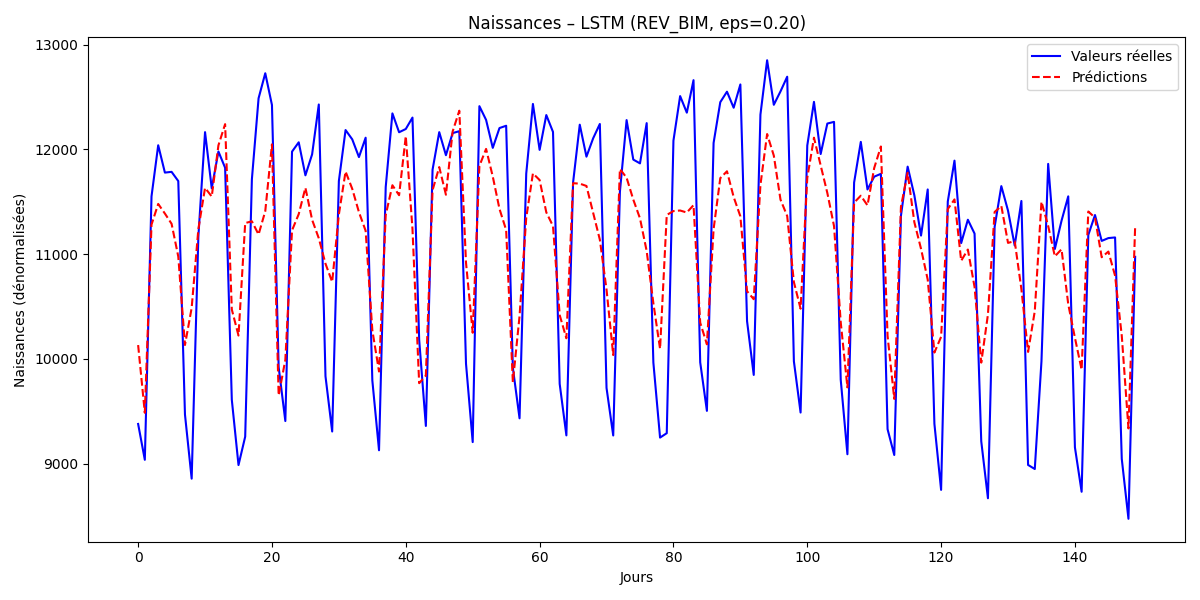 Naissances – LSTM (REV_BIM, eps=0.20)
Valeurs réelles
Prédictions
Naissances (dénormalisées)
13000
12000
11000
10000
9000
0 20 40 60 80 100 120 140
Jours